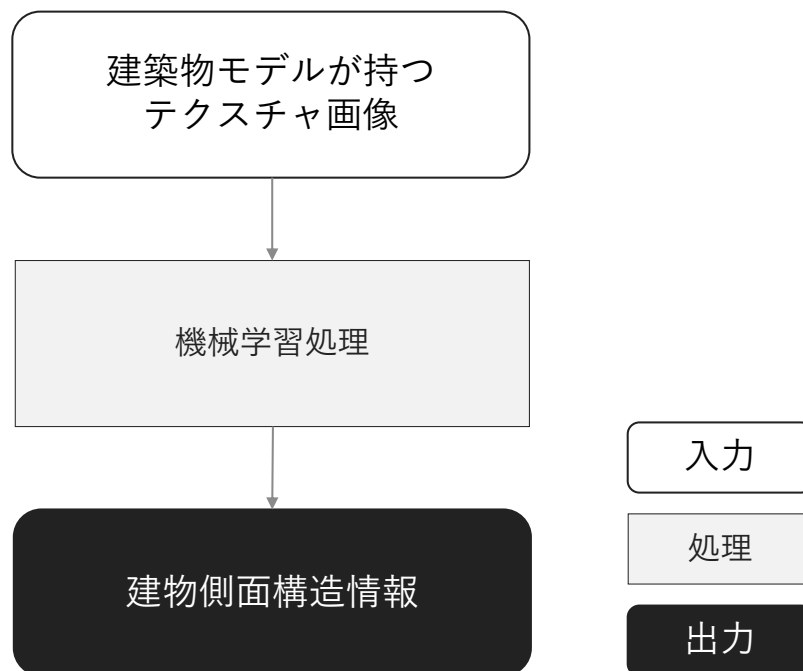 建築物モデルが持つ
テクスチャ画像
機械学習処理
建物側面構造情報
入力
処理
出力